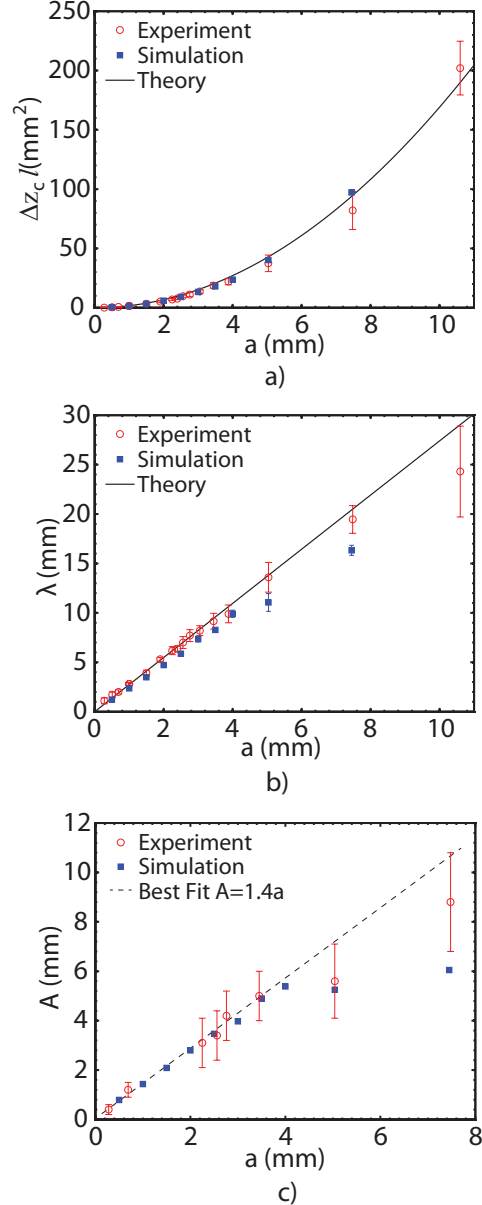 200
150
100
50
0
Δz_c l(mm²)
Experiment
Simulation
Theory
0 2 4 6 8 10
a (mm)
a)
30
25
20
15
10
5
0
λ (mm)
Experiment
Simulation
Theory
0 2 4 6 8 10
a (mm)
b)
12
10
8
6
4
2
0
A (mm)
Experiment
Simulation
Best Fit A=1.4a
0 2 4 6 8
a (mm)
c)